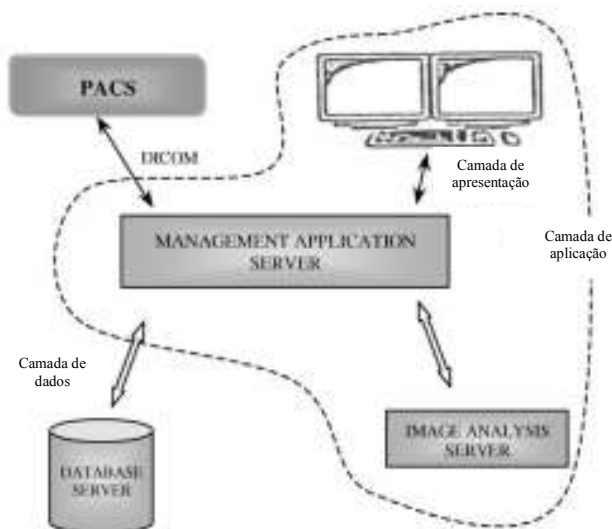 PACS
DICOM
Camada de
apresentação
MANAGEMENT APPLICATION
SERVER
Camada de
aplicação
Camada de
dados
DATABASE
SERVER
IMAGE ANALYSIS
SERVER